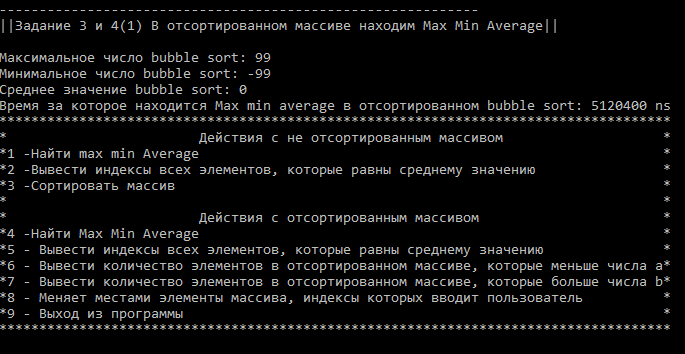 ------------------------------------------------------------
||Задание 3 и 4(1) В отсортированном массиве находим Max Min Average||
Максимальное число bubble sort: 99
Минимальное число bubble sort: -99
Среднее значение bubble sort: 0
Время за которое находится Max min average в отсортированном bubble sort: 5120400 ns
************************************************************************************
*                        Действия с не отсортированным массивом                    *
*1 -Найти max min Average                                                          *
*2 -Вывести индексы всех элементов, которые равны среднему значению                *
*3 -Сортировать массив                                                             *
*                                                                                  *
*                        Действия с отсортированным массивом                       *
*4 -Найти Max Min Average                                                          *
*5 - Вывести индексы всех элементов, которые равны среднему значению               *
*6 - Вывести количество элементов в отсортированном массиве, которые меньше числа a*
*7 - Вывести количество элементов в отсортированном массиве, которые больше числа b*
*8 - Меняет местами элементы массива, индексы которых вводит пользователь          *
*9 - Выход из программы                                                            *
************************************************************************************